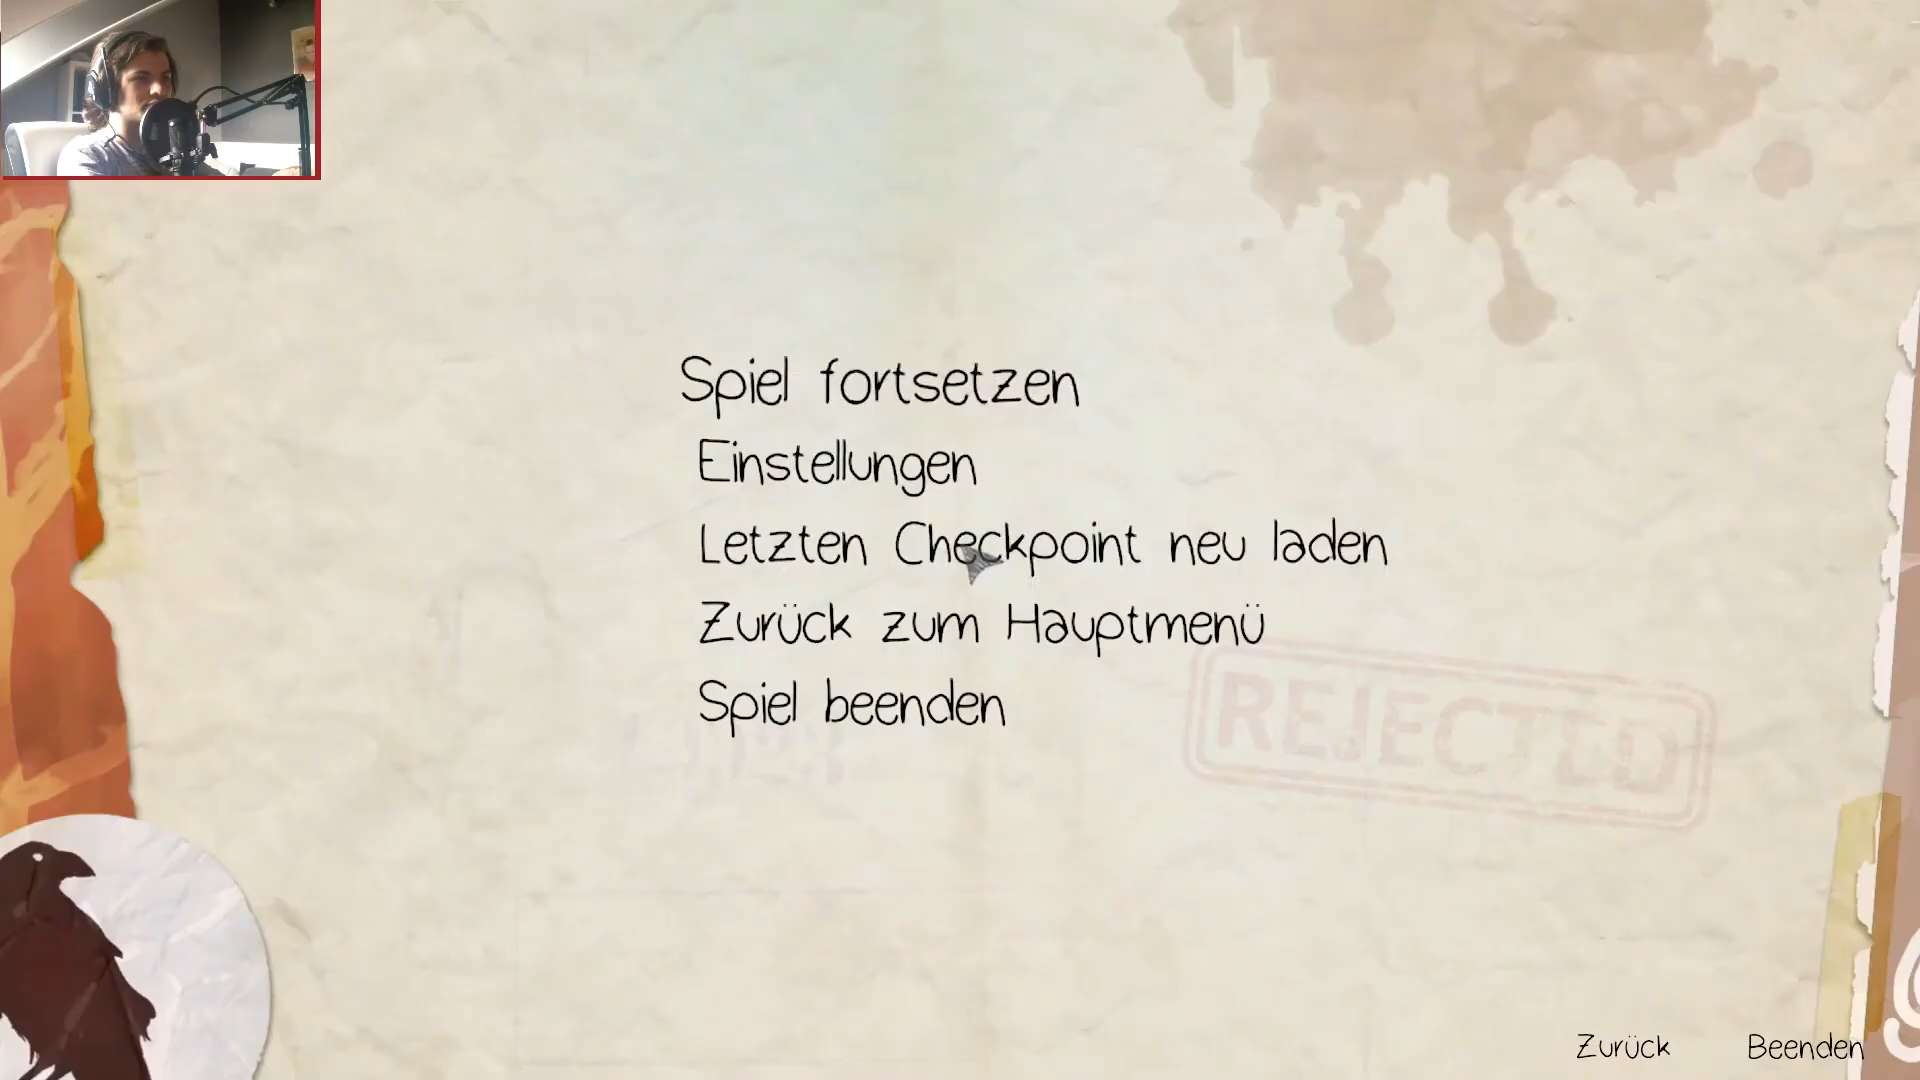 Spiel fortsetzen
Einstellungen
Letzten Checkpoint neu laden
Zurück zum Hauptmenü
Spiel beenden
REJECTED
Zurück Beenden